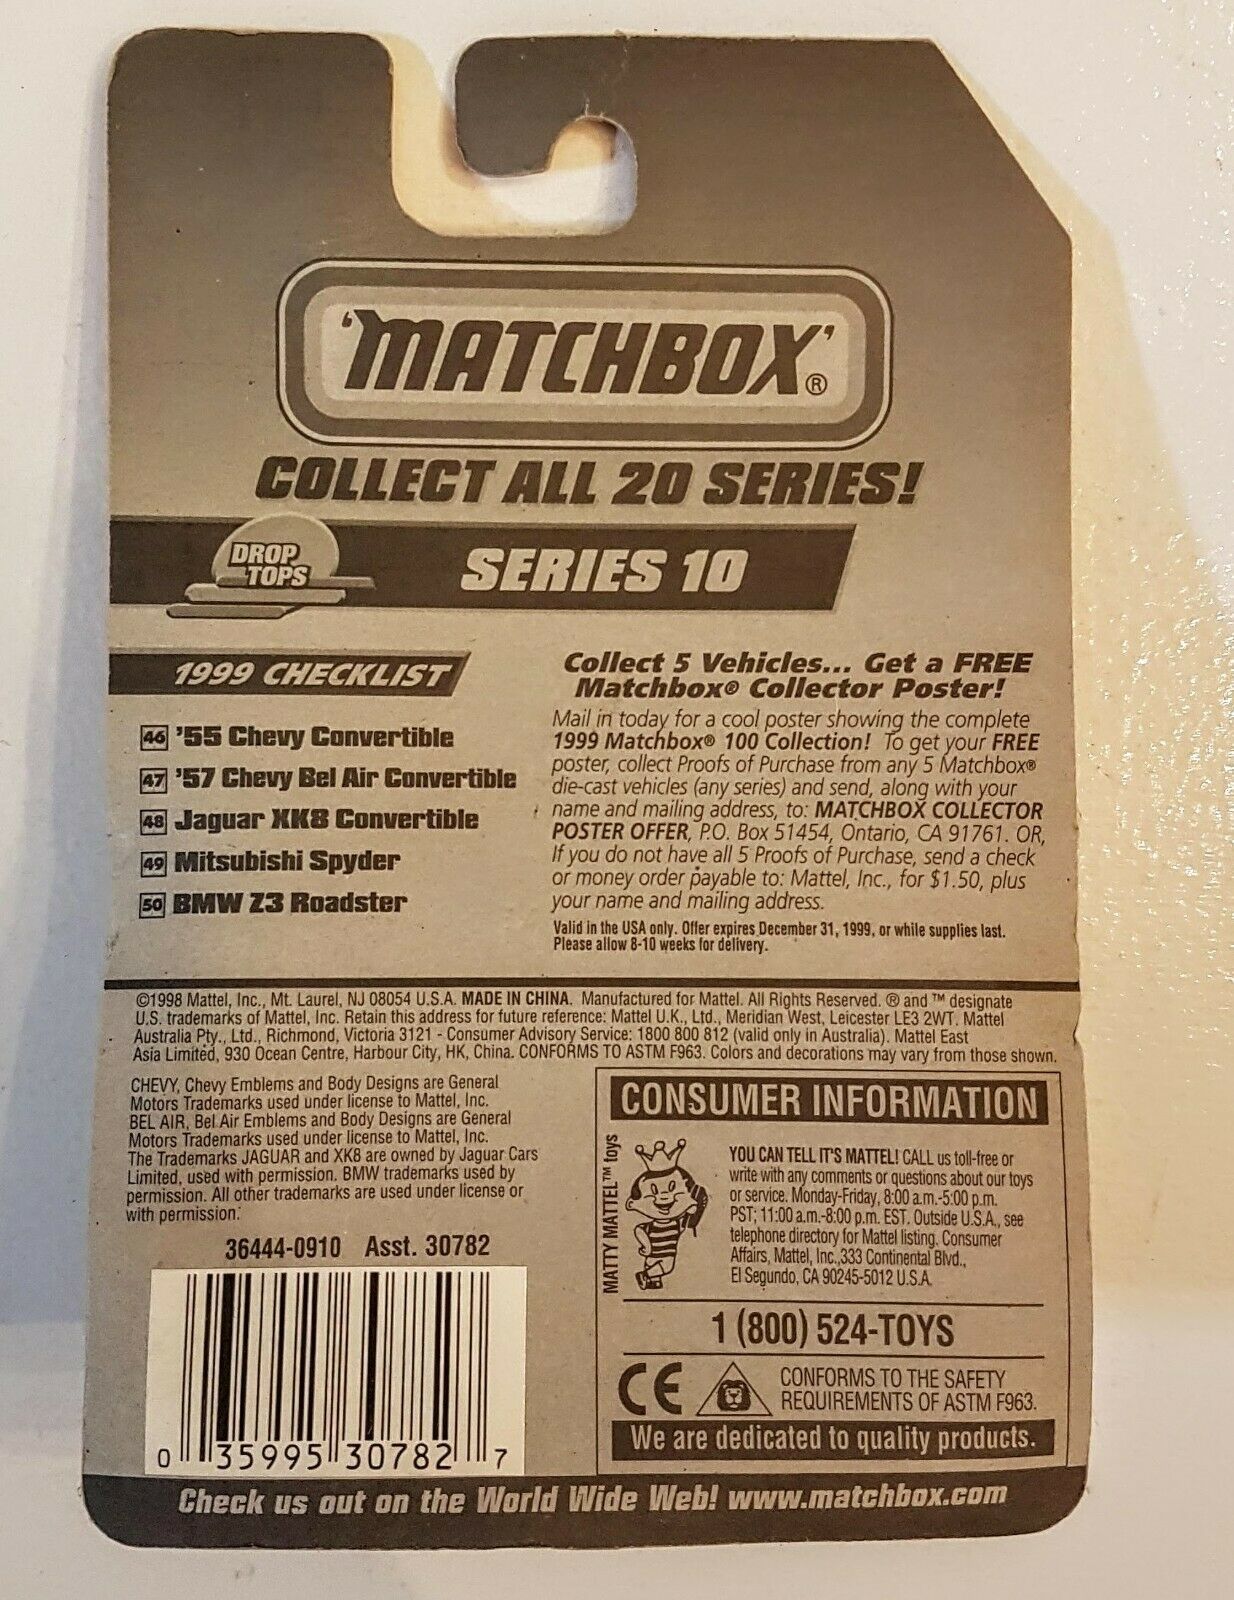 'MATCHBOX'®
COLLECT ALL 20 SERIES!
DROP
TOPS
SERIES 10
1999 CHECKLIST
46 '55 Chevy Convertible
47 '57 Chevy Bel Air Convertible
48 Jaguar XK8 Convertible
49 Mitsubishi Spyder
50 BMW Z3 Roadster
Collect 5 Vehicles... Get a FREE
Matchbox® Collector Poster!
Mail in today for a cool poster showing the complete
1999 Matchbox® 100 Collection! To get your FREE
poster, collect Proofs of Purchase from any 5 Matchbox®
die-cast vehicles (any series) and send, along with your
name and mailing address, to: MATCHBOX COLLECTOR
POSTER OFFER, P.O. Box 51454, Ontario, CA 91761. OR,
If you do not have all 5 Proofs of Purchase, send a check
or money order payable to: Mattel, Inc., for $1.50, plus
your name and mailing address.
Valid in the USA only. Offer expires December 31, 1999, or while supplies last.
Please allow 8-10 weeks for delivery.
©1998 Mattel, Inc., Mt. Laurel, NJ 08054 U.S.A. MADE IN CHINA. Manufactured for Mattel. All Rights Reserved. ® and ™ designate
U.S. trademarks of Mattel, Inc. Retain this address for future reference: Mattel U.K., Ltd., Meridian West, Leicester LE3 2WT. Mattel
Australia Pty., Ltd., Richmond, Victoria 3121 - Consumer Advisory Service: 1800 800 812 (valid only in Australia). Mattel East
Asia Limited, 930 Ocean Centre, Harbour City, HK, China. CONFORMS TO ASTM F963. Colors and decorations may vary from those shown.
CHEVY, Chevy Emblems and Body Designs are General
Motors Trademarks used under license to Mattel, Inc.
BEL AIR, Bel Air Emblems and Body Designs are General
Motors Trademarks used under license to Mattel, Inc.
The Trademarks JAGUAR and XK8 are owned by Jaguar Cars
Limited, used with permission. BMW trademarks used by
permission. All other trademarks are used under license or
with permission.
36444-0910 Asst. 30782
0 35995 30782 7
CONSUMER INFORMATION
MATTY MATTEL™ toys
YOU CAN TELL IT'S MATTEL! CALL us toll-free or
write with any comments or questions about our toys
or service. Monday-Friday, 8:00 a.m.-5:00 p.m.
PST; 11:00 a.m.-8:00 p.m. EST. Outside U.S.A., see
telephone directory for Mattel listing. Consumer
Affairs, Mattel, Inc.,333 Continental Blvd.,
El Segundo, CA 90245-5012 U.S.A.
1 (800) 524-TOYS
CE
CONFORMS TO THE SAFETY
REQUIREMENTS OF ASTM F963.
We are dedicated to quality products.
Check us out on the World Wide Web! www.matchbox.com